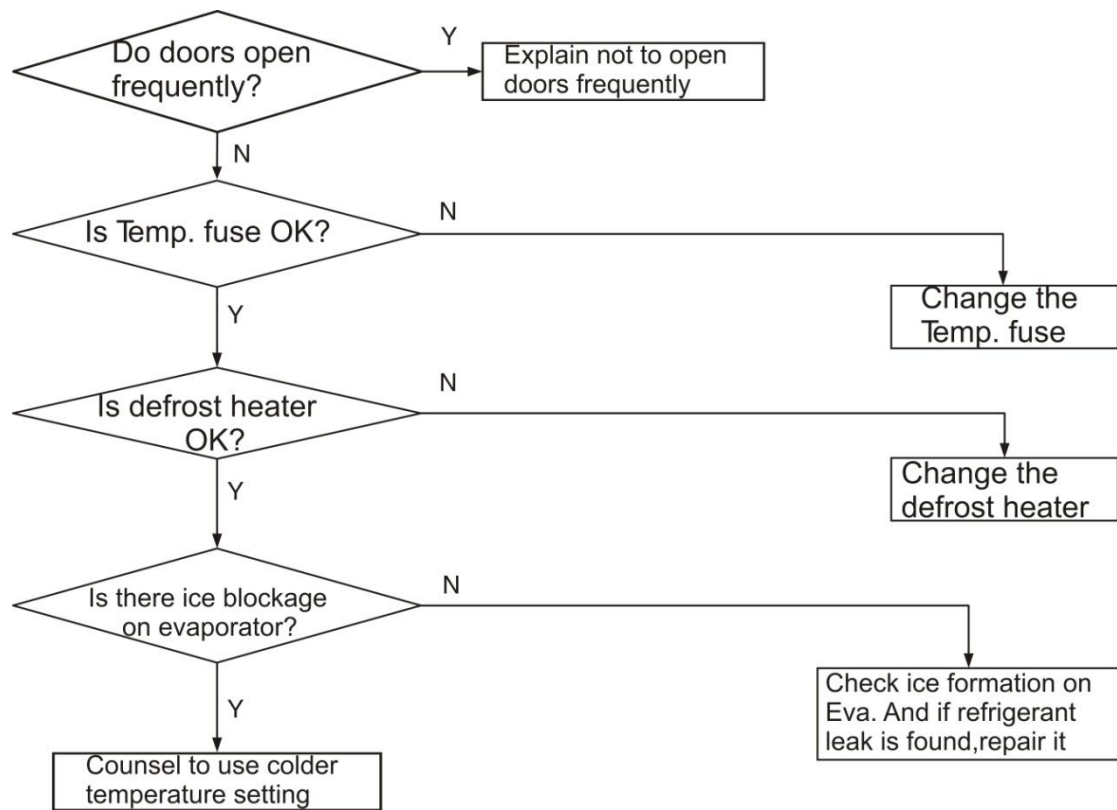 Do doors open
frequently?
Y
Explain not to open
doors frequently
N
Is Temp. fuse OK?
N
Change the
Temp. fuse
Y
Is defrost heater
OK?
N
Change the
defrost heater
Y
Is there ice blockage
on evaporator?
N
Check ice formation on
Eva. And if refrigerant
leak is found,repair it
Y
Counsel to use colder
temperature setting